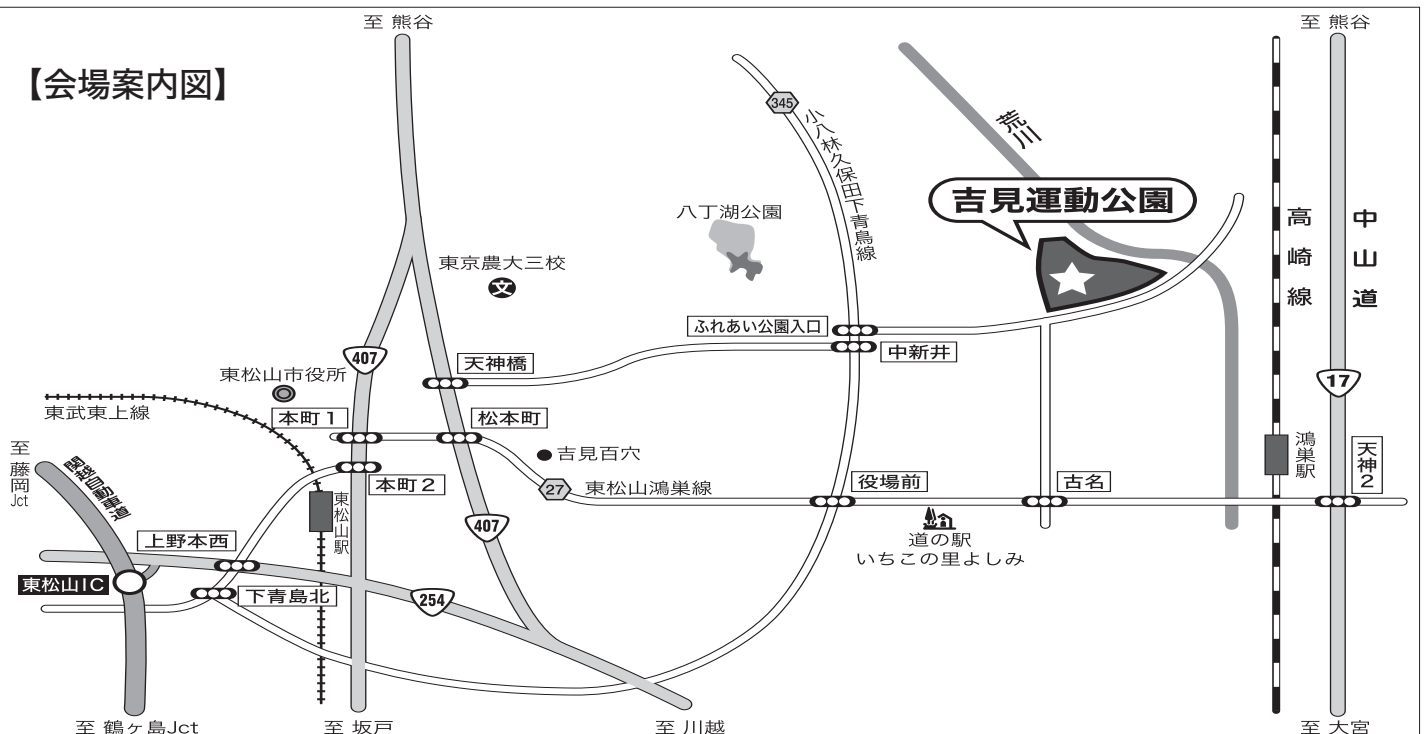 【会場案内図】
至 熊谷
至 熊谷
345
小八林久保田下青鳥線
荒川
吉見運動公園
高崎線
中山道
八丁湖公園
東京農大三校
文
ふれあい公園入口
中新井
407
天神橋
17
東松山市役所
東武東上線
本町1
松本町
吉見百穴
本町2
27
東松山鴻巣線
役場前
古名
鴻巣駅
天神2
至 藤岡Jct
関越自動車道
東松山駅
407
道の駅
いちごの里よしみ
上野本西
東松山IC
下青鳥北
254
至 鶴ヶ島Jct
至 坂戸
至 川越
至 大宮